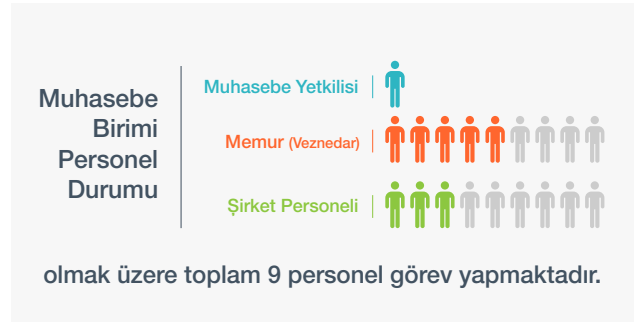 Muhasebe
Birimi
Personel
Durumu
Muhasebe Yetkilisi
Memur (Veznedar)
Şirket Personeli
olmak üzere toplam 9 personel görev yapmaktadır.